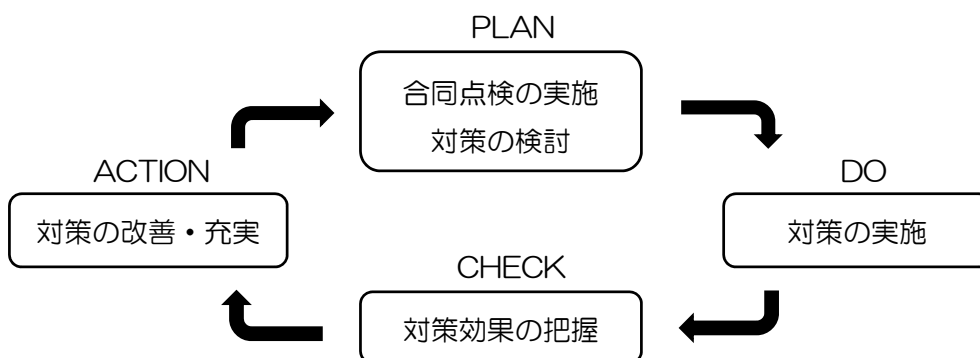 PLAN
合同点検の実施
対策の検討
ACTION
対策の改善・充実
DO
対策の実施
CHECK
対策効果の把握